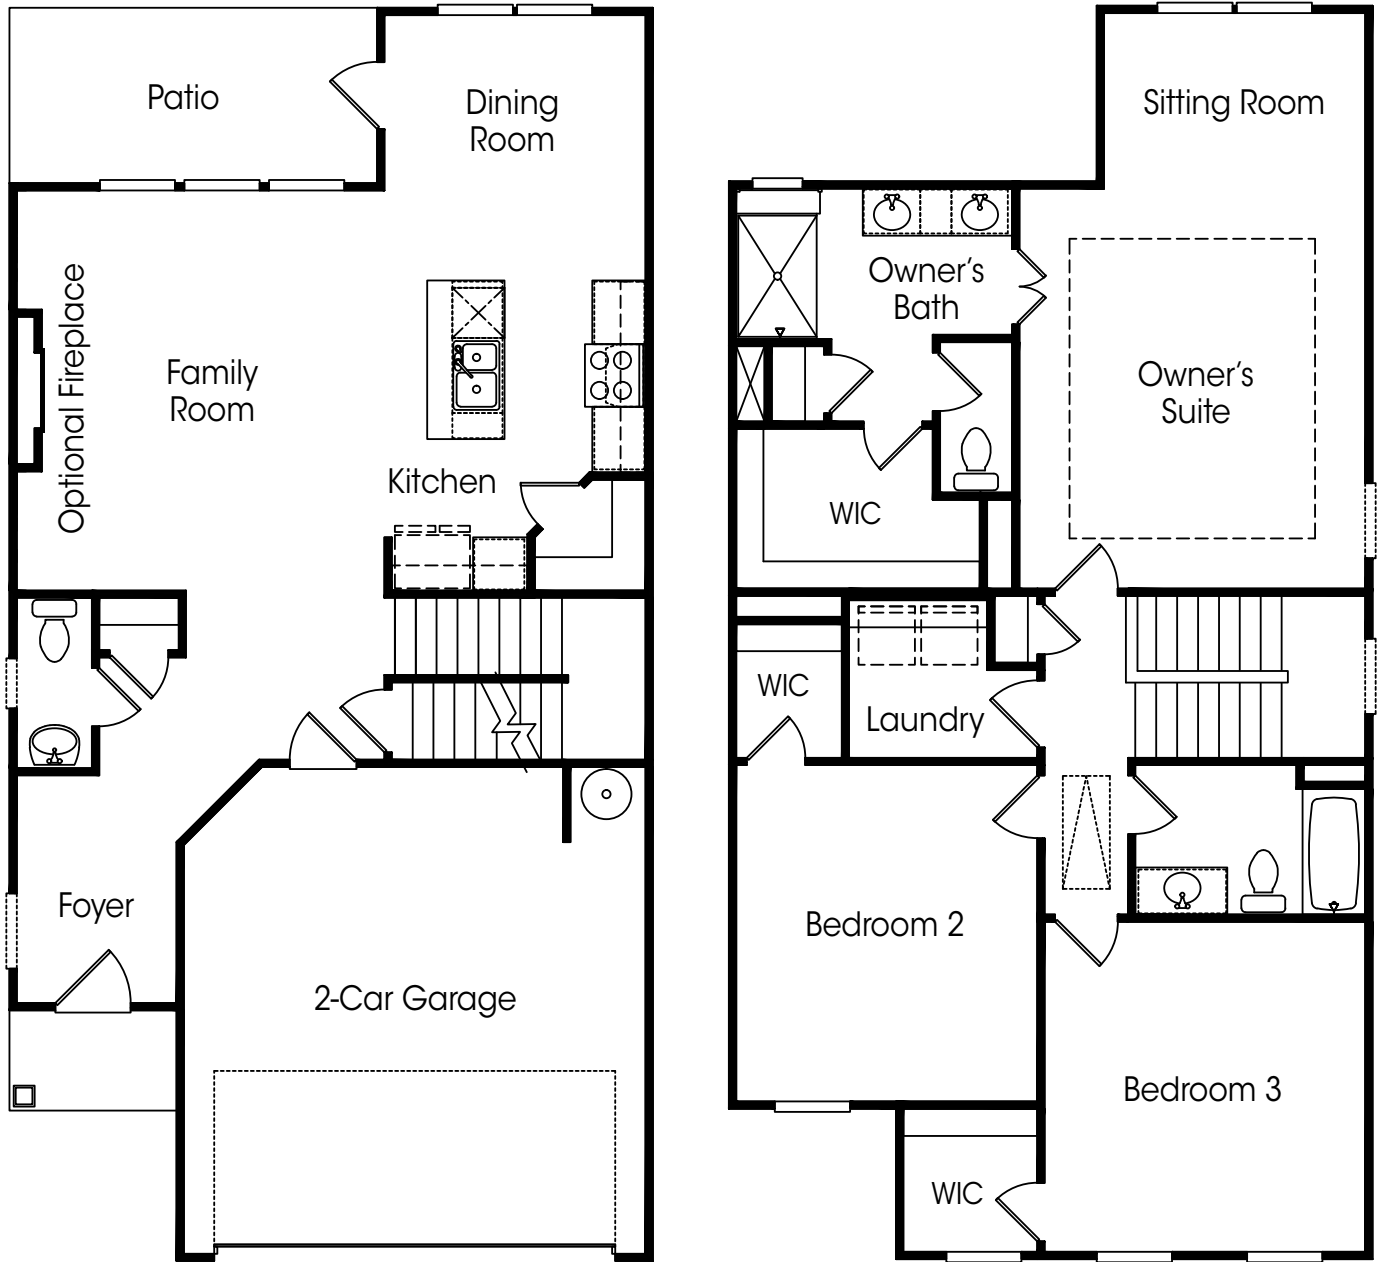 Patio
Dining
Room
Optional Fireplace
Family
Room
Kitchen
Foyer
2-Car Garage
Sitting Room
Owner's
Bath
Owner's
Suite
WIC
WIC
Laundry
Bedroom 2
Bedroom 3
WIC